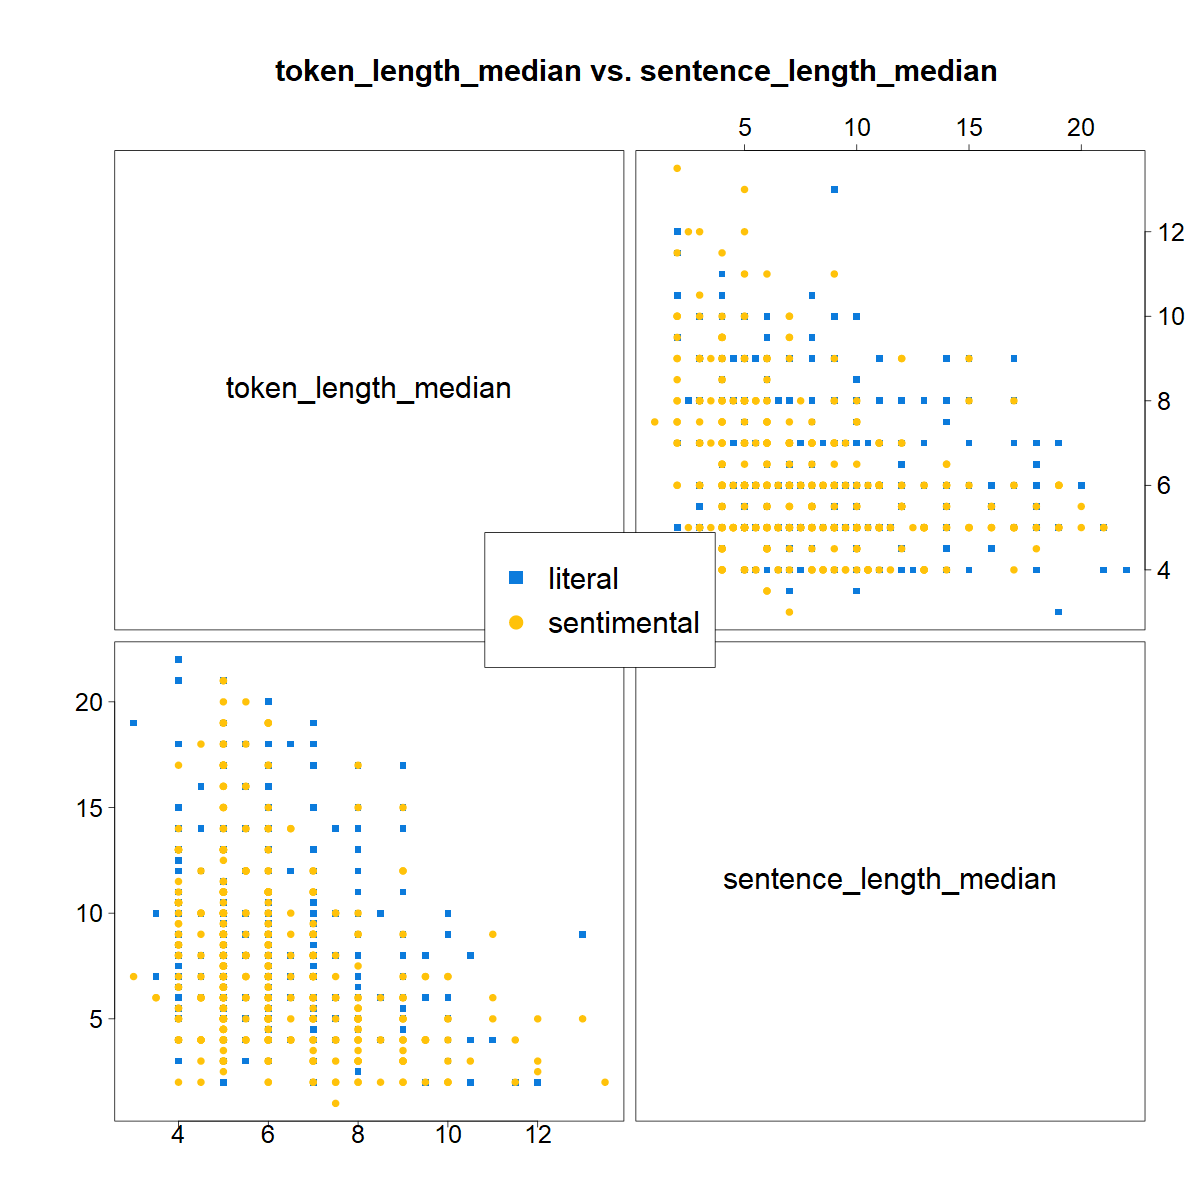 token_length_median vs. sentence_length_median
5 10 15 20
token_length_median
12
10
8
6
4
literal
sentimental
20
15
10
5
sentence_length_median
4 6 8 10 12